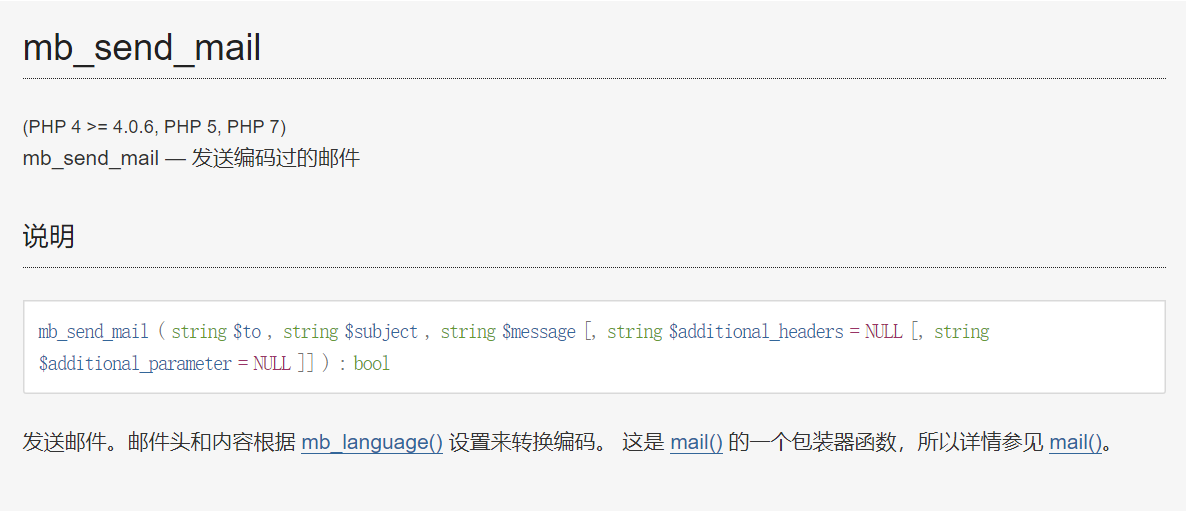 mb_send_mail
(PHP 4 >= 4.0.6, PHP 5, PHP 7)
mb_send_mail — 发送编码过的邮件
说明
mb_send_mail ( string $to , string $subject , string $message [, string $additional_headers = NULL [, string
$additional_parameter = NULL ]] ) : bool
发送邮件。邮件头和内容根据 mb_language() 设置来转换编码。 这是 mail() 的一个包装器函数，所以详情参见 mail()。